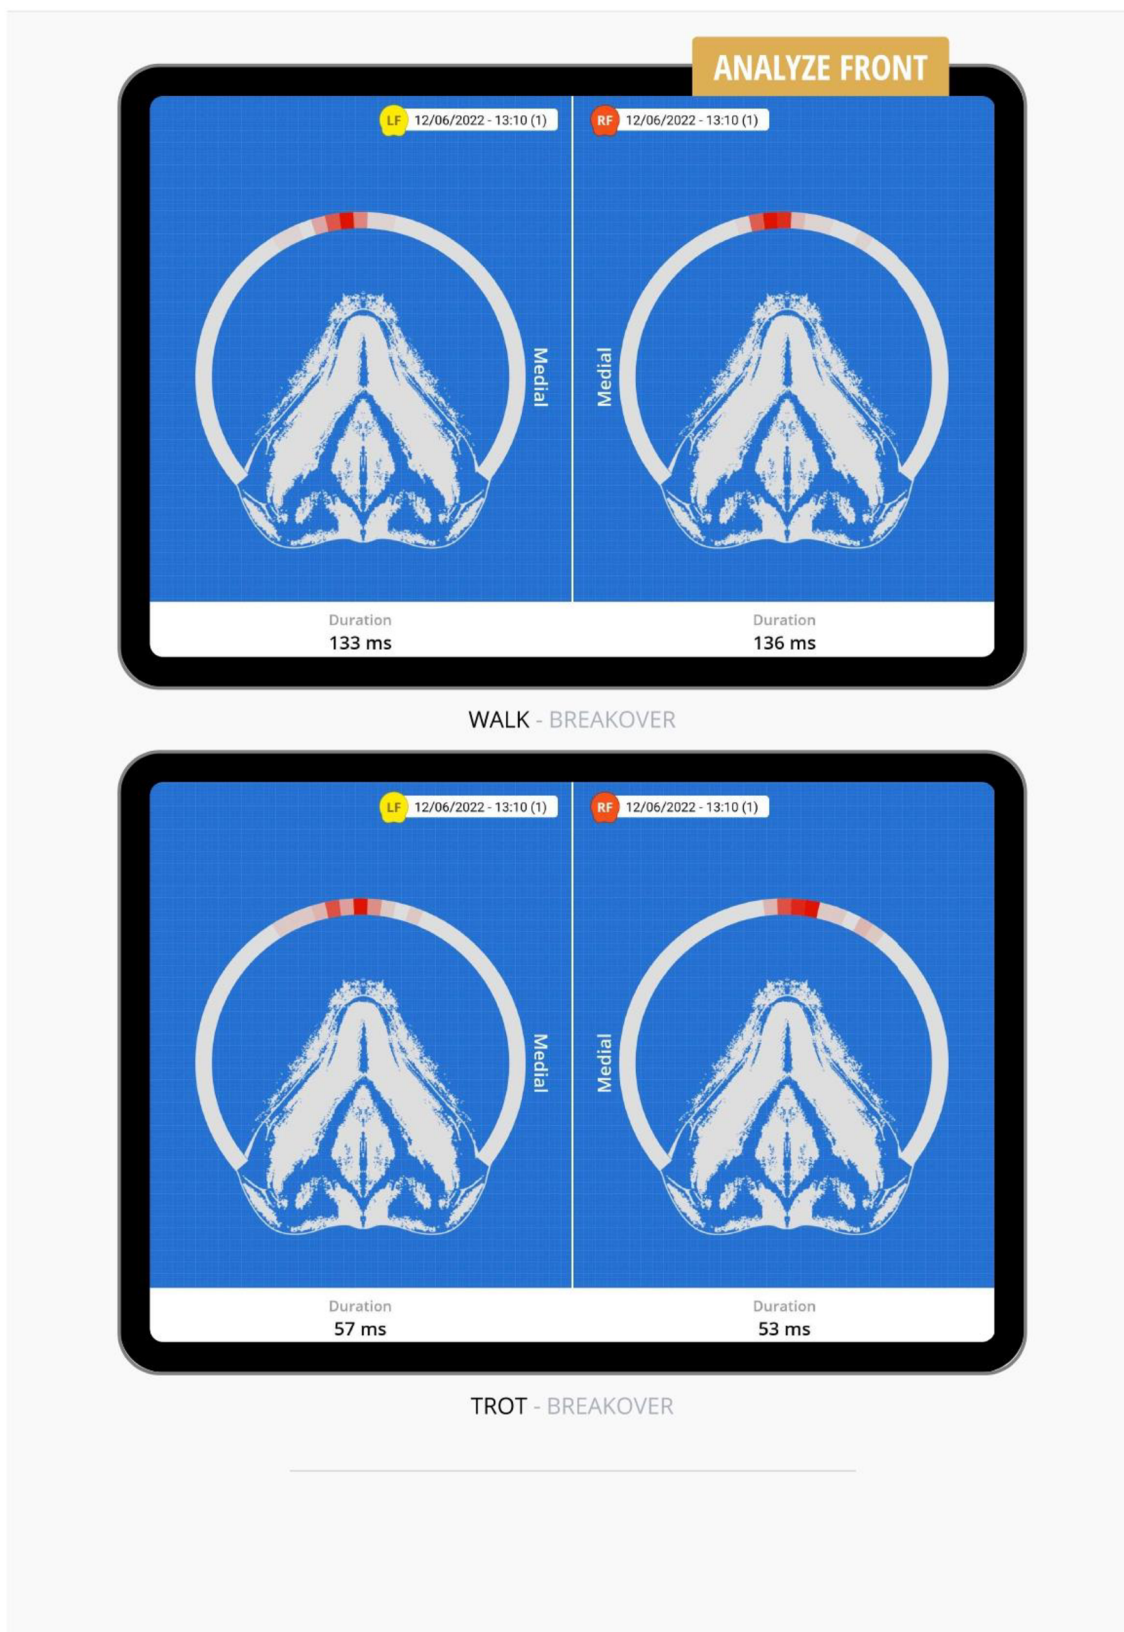 ANALYZE FRONT
LF 12/06/2022 - 13:10 (1)
RF 12/06/2022 - 13:10 (1)
Medial
Medial
Duration
133 ms
Duration
136 ms
WALK - BREAKOVER
LF 12/06/2022 - 13:10 (1)
RF 12/06/2022 - 13:10 (1)
Medial
Medial
Duration
57 ms
Duration
53 ms
TROT - BREAKOVER